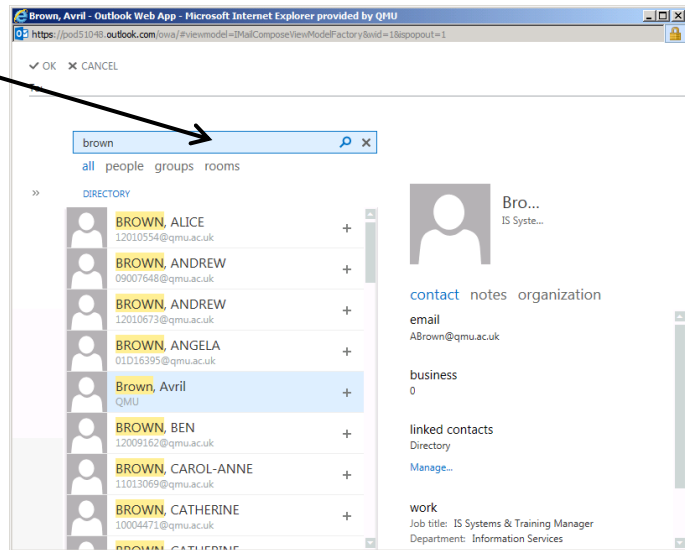 Brown, Avril - Outlook Web App - Microsoft Internet Explorer provided by QMU
https://pod51048.outlook.com/owa/#viewmodel=IMailComposeViewModelFactory&wid=1&ispopout=1
OK CANCEL
To:
brown
all people groups rooms
DIRECTORY
BROWN, ALICE
12010554@qmu.ac.uk
BROWN, ANDREW
09007648@qmu.ac.uk
BROWN, ANDREW
12010673@qmu.ac.uk
BROWN, ANGELA
01D16395@qmu.ac.uk
Brown, Avril
QMU
BROWN, BEN
12009162@qmu.ac.uk
BROWN, CAROL-ANNE
11013069@qmu.ac.uk
BROWN, CATHERINE
10004471@qmu.ac.uk
BROWN, CATHERINE
Bro...
IS Syste...
contact notes organization
email
ABrown@qmu.ac.uk
business
0
linked contacts
Directory
Manage...
work
Job title: IS Systems & Training Manager
Department: Information Services